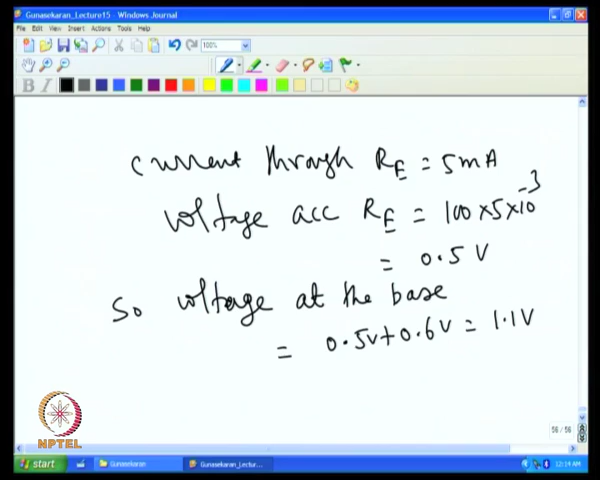 Gunasekaran_Lecture15 - Windows Journal
File Edit View Insert Actions Tools Help
100%
B I
current through RE = 5mA
voltage acc RE = 100×5×10^-3
= 0.5 V
So voltage at the base
= 0.5V+0.6V = 1.1V
NPTEL
56 / 56
start Gunasekaran Gunasekaran_Lectur... 12:14 AM